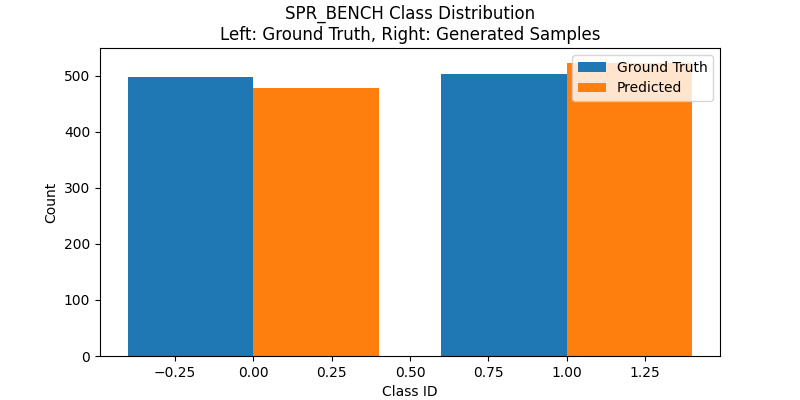 SPR_BENCH Class Distribution
Left: Ground Truth, Right: Generated Samples
Ground Truth
Predicted
Count
500
400
300
200
100
0
−0.25 0.00 0.25 0.50 0.75 1.00 1.25
Class ID